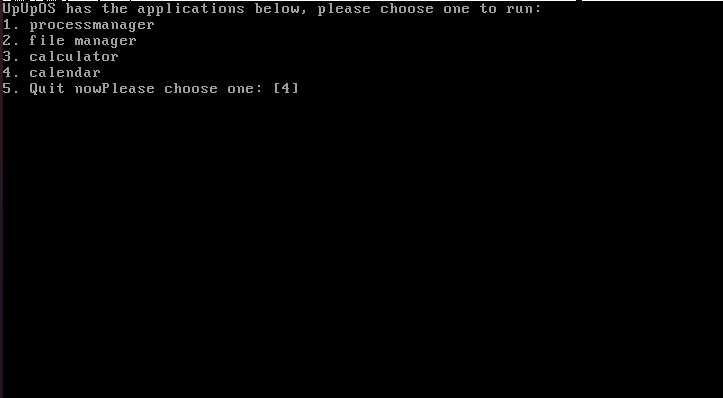 UpUpOS has the applications below, please choose one to run:
1. processmanager
2. file manager
3. calculator
4. calendar
5. Quit nowPlease choose one: [4]